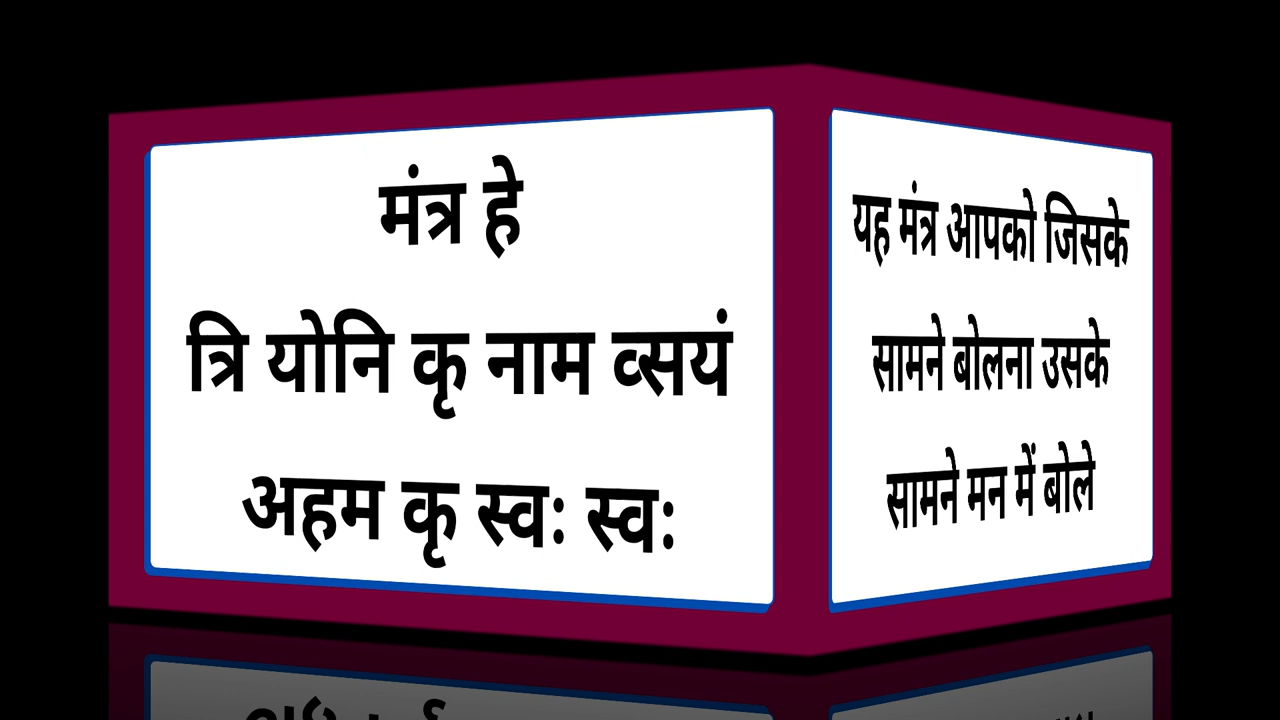 मंत्र हे
त्रि योनि कृ नाम व्सयं
अहम कृ स्वः स्वः
यह मंत्र आपको जिसके
सामने बोलना उसके
सामने मन में बोले